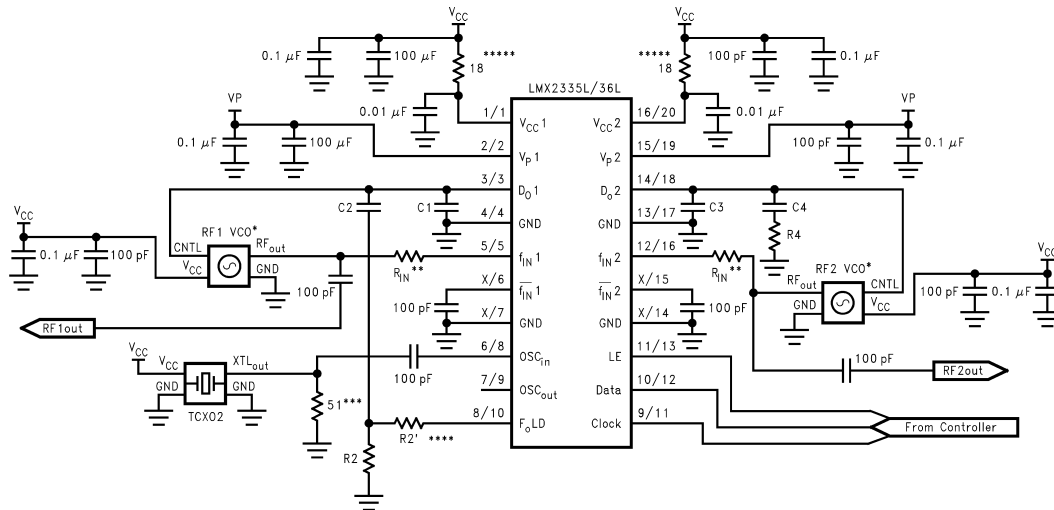 VCC
VCC
0.1 μF
100 μF
18 *****
***** 18
100 pF
0.1 μF
LMX2335L/36L
0.01 μF
0.01 μF
VP
VP
0.1 μF
100 μF
100 pF
0.1 μF
1/1 VCC1
VCC2 16/20
2/2 VP1
VP2 15/19
3/3 DO1
Do2 14/18
C2
C1
C3
C4
4/4 GND
GND 13/17
R4
VCC
0.1 μF
100 pF
RF1 VCO*
CNTL
VCC
RFout
GND
100 pF
RIN**
5/5 fIN1
fIN2 12/16
RIN**
RF2 VCO*
RFout
GND
CNTL
VCC
100 pF
0.1 μF
VCC
X/6 fIN1
fIN2 X/15
100 pF
100 pF
X/7 GND
GND X/14
RF1out
6/8 OSCin
LE 11/13
100 pF
100 pF
RF2out
VCC
VCC
XTLout
GND
GND
TCXO2
51***
7/9 OSCout
Data 10/12
8/10 FoLD
Clock 9/11
R2' ****
R2
From Controller